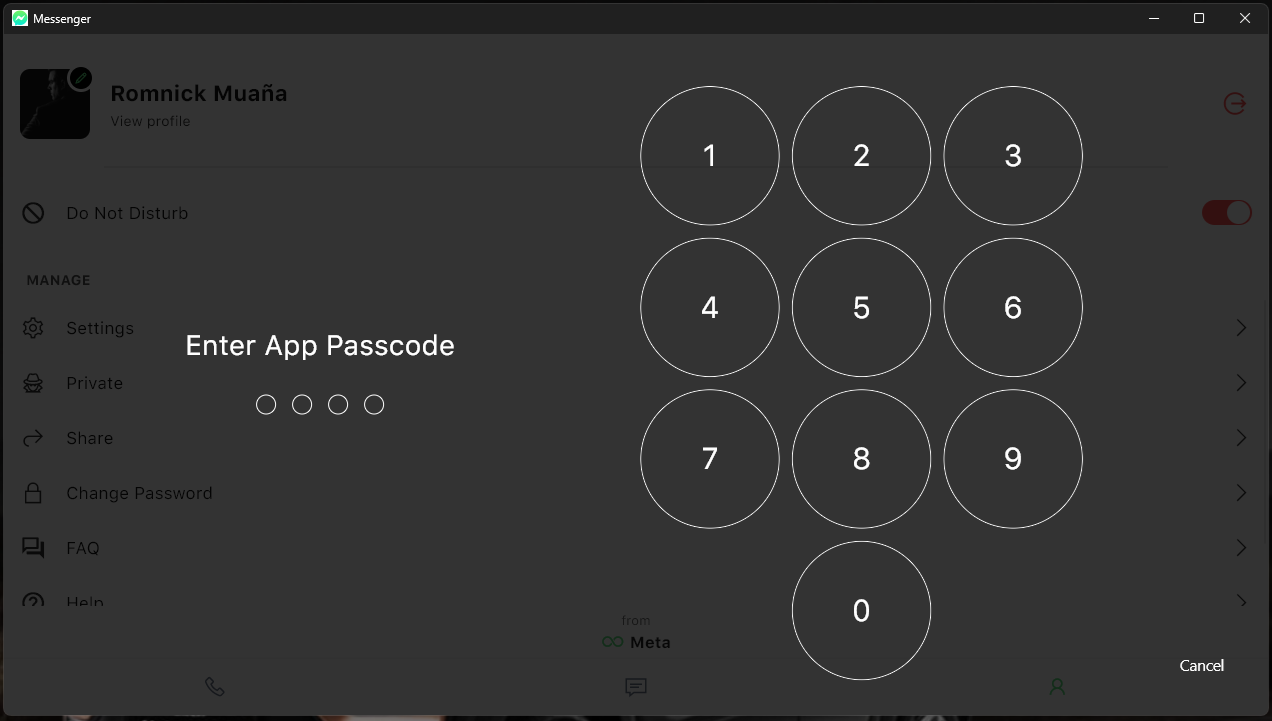 Messenger
Romnick Muaña
View profile
Do Not Disturb
MANAGE
Settings
Private
Share
Change Password
FAQ
Help
Enter App Passcode
1 2 3
4 5 6
7 8 9
0
from
Meta
Cancel